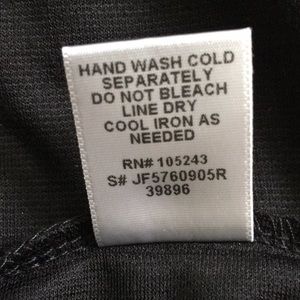 HAND WASH COLD
SEPARATELY
DO NOT BLEACH
LINE DRY
COOL IRON AS
NEEDED
RN# 105243
S# JF5760905R
39896